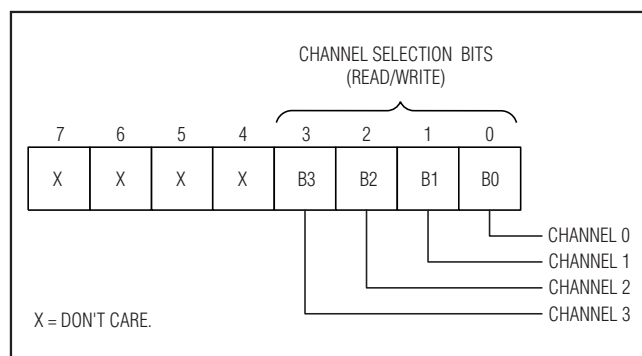 CHANNEL SELECTION BITS
(READ/WRITE)
7 6 5 4 3 2 1 0
X X X X B3 B2 B1 B0
CHANNEL 0
CHANNEL 1
CHANNEL 2
CHANNEL 3
X = DON'T CARE.